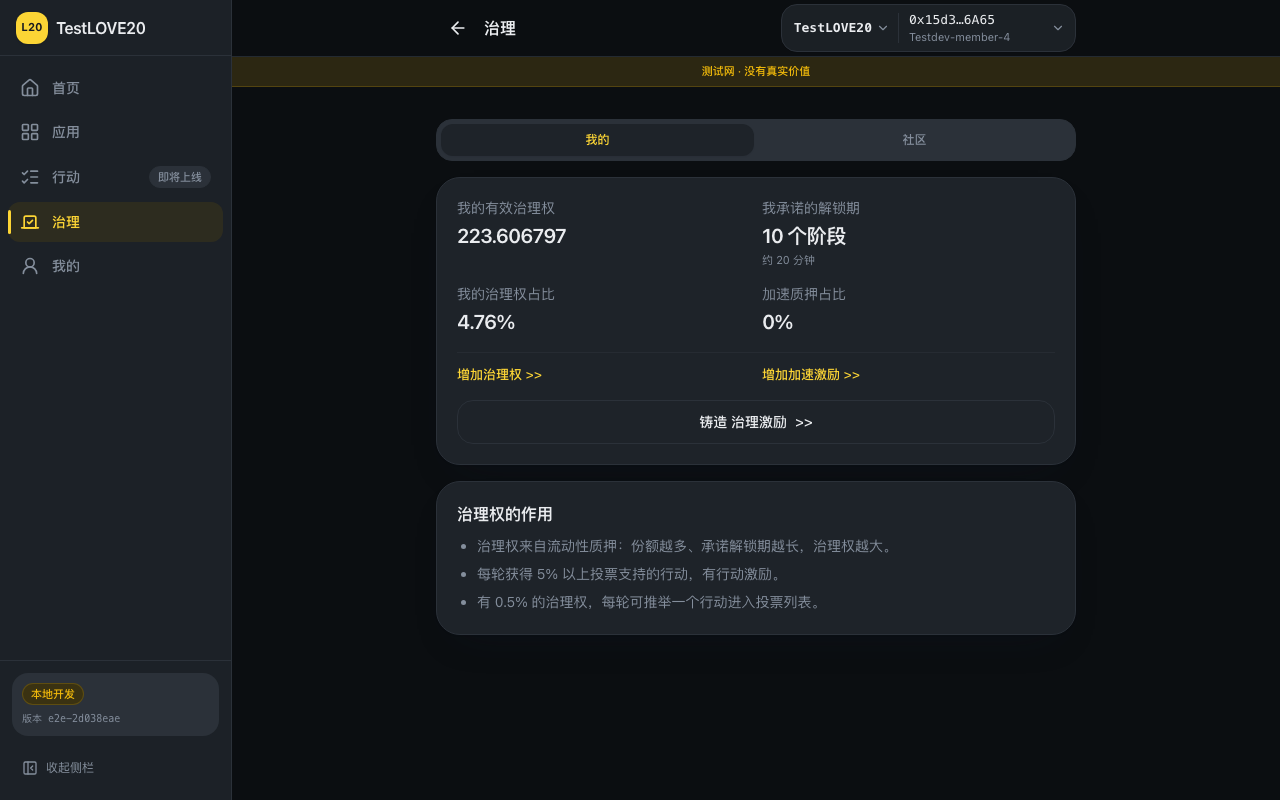 L20 TestLOVE20
首页
应用
行动 即将上线
治理
我的
本地开发
版本 e2e-2d038eae
收起侧栏
治理
TestLOVE20
0x15d3…6A65
Testdev-member-4
测试网 · 没有真实价值
我的 社区
我的有效治理权
223.606797
我承诺的解锁期
10 个阶段
约 20 分钟
我的治理权占比
4.76%
加速质押占比
0%
增加治理权 >>
增加加速激励 >>
铸造 治理激励 >>
治理权的作用
• 治理权来自流动性质押：份额越多、承诺解锁期越长，治理权越大。
• 每轮获得 5% 以上投票支持的行动，有行动激励。
• 有 0.5% 的治理权，每轮可推举一个行动进入投票列表。